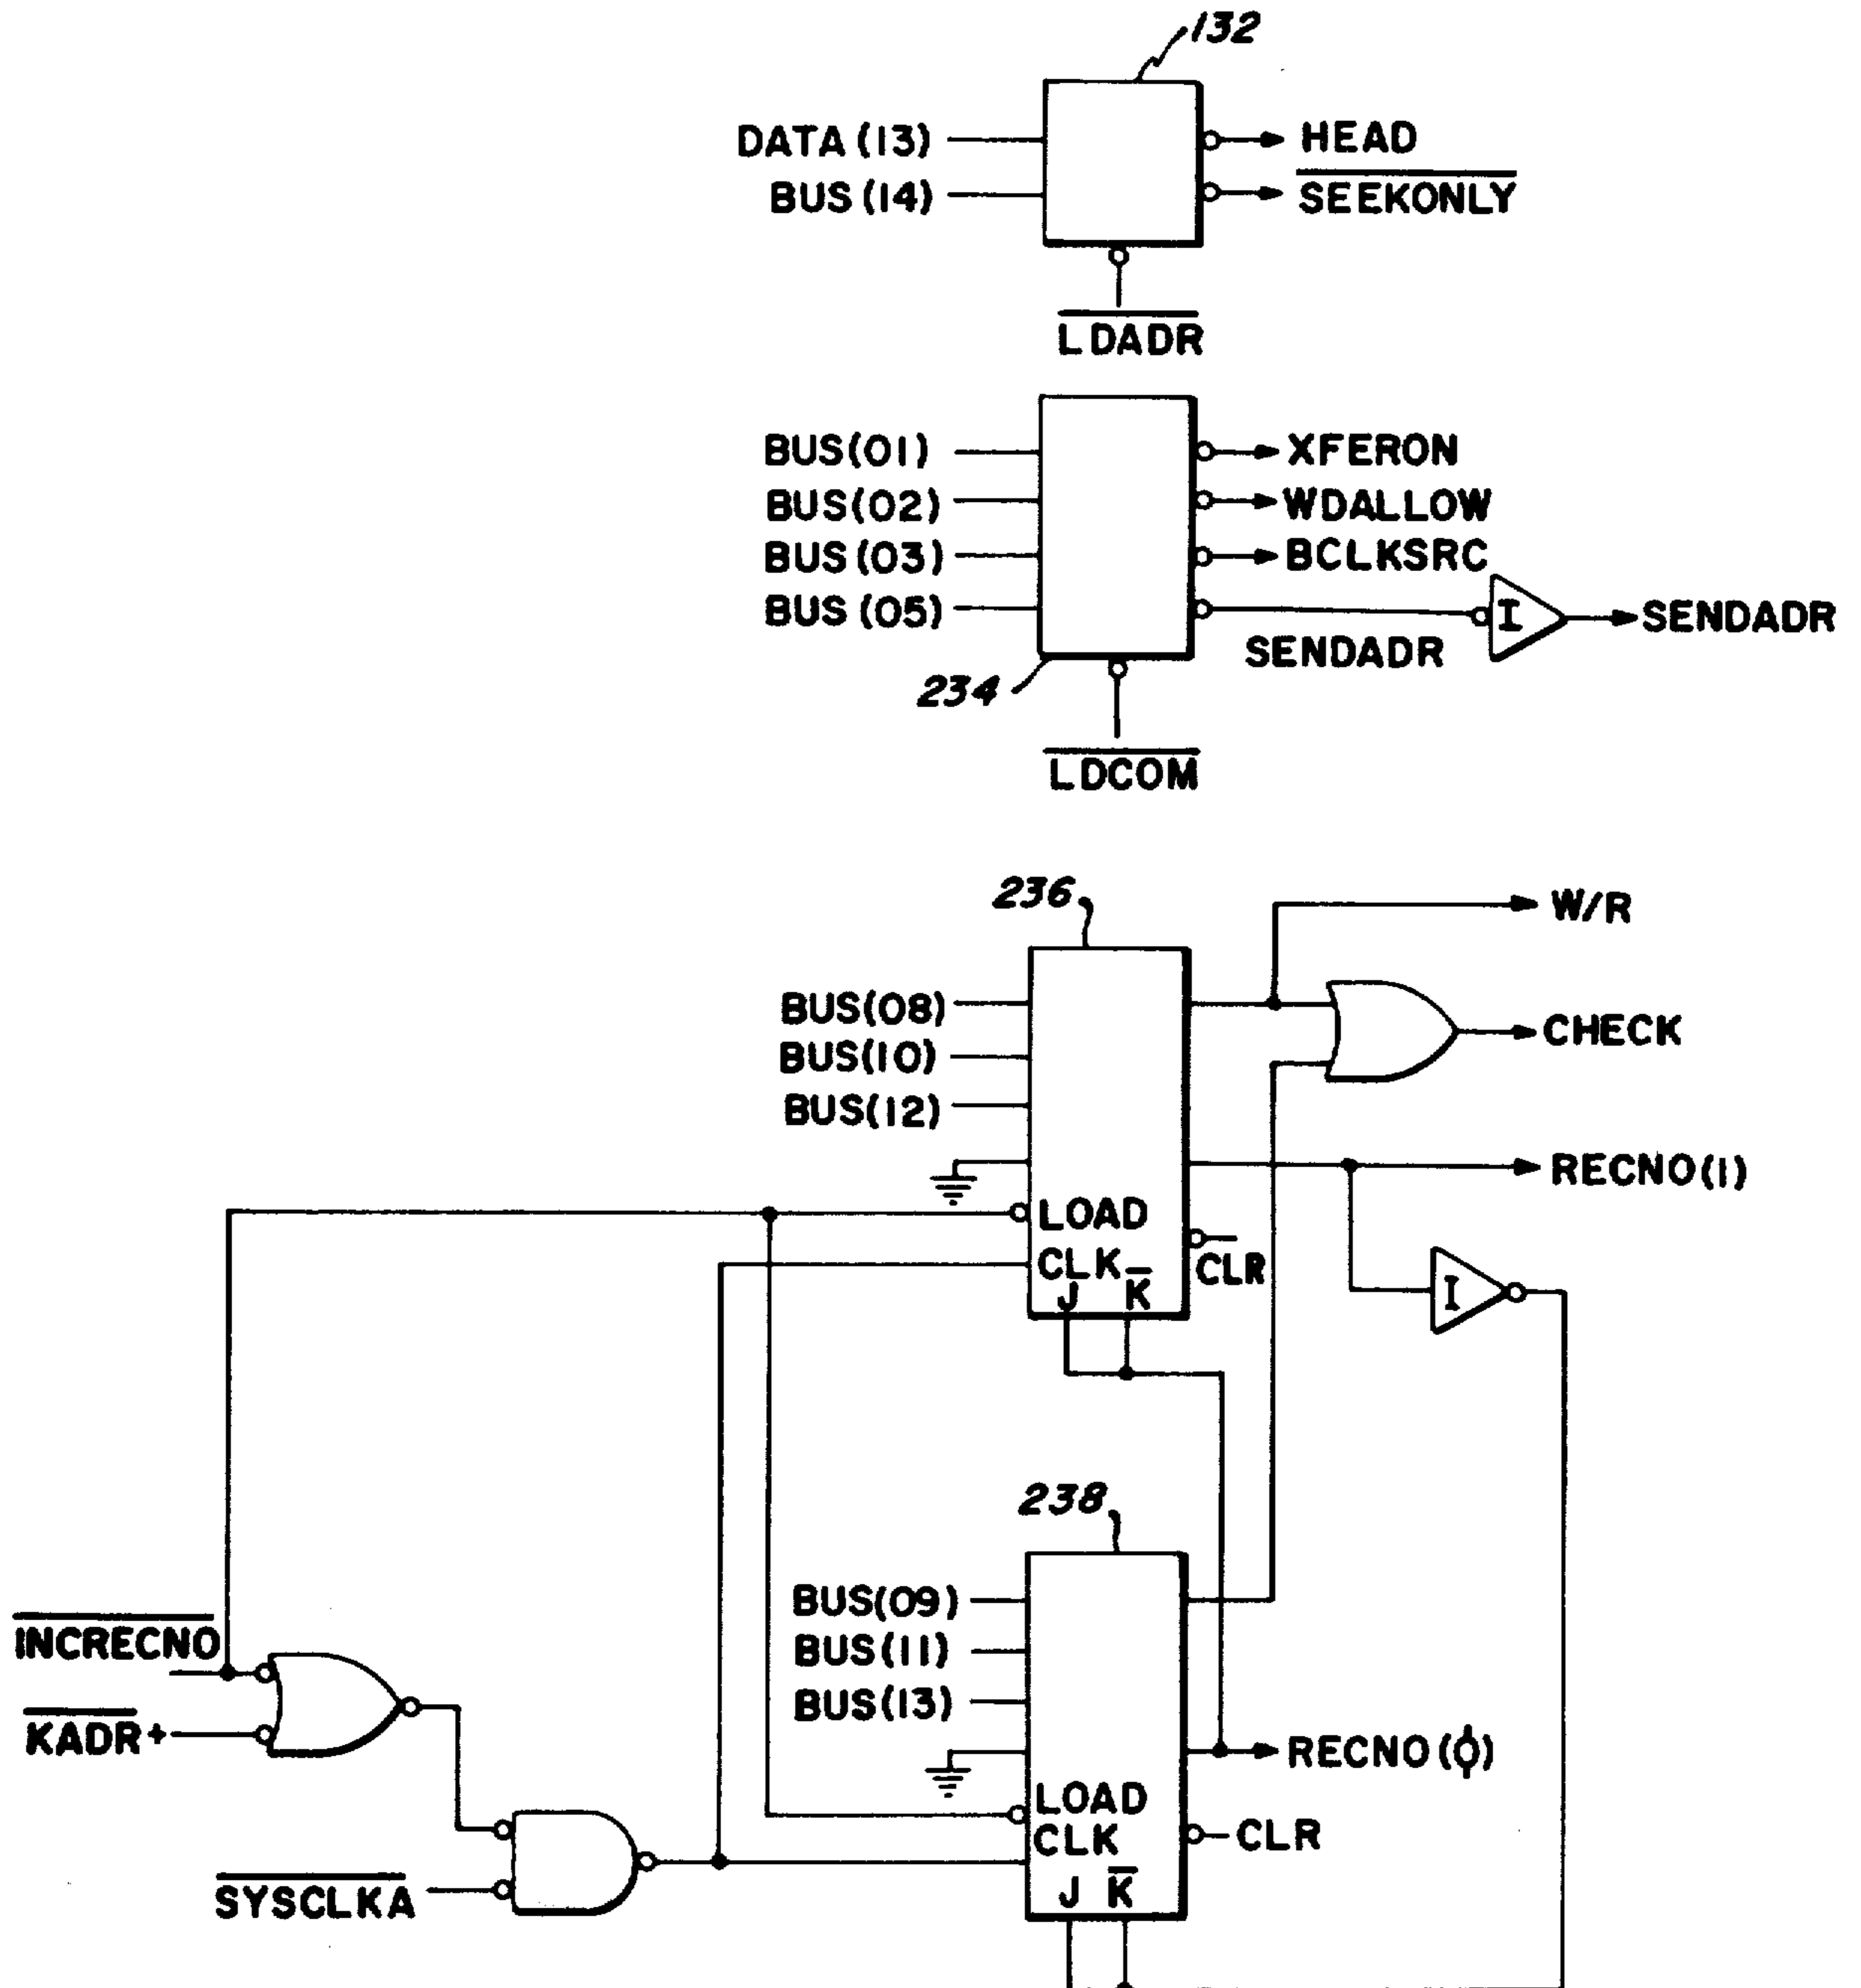 132
DATA (13)
HEAD
BUS (14)
SEEKONLY
LDADR
BUS(01)
XFERON
BUS(02)
WDALLOW
BUS(03)
BCLKSRC
BUS (05)
I
SENDADR
SENDADR
234
LDCOM
236
W/R
BUS(08)
CHECK
BUS(10)
BUS(12)
RECNO(1)
LOAD
CLK
CLR
J K
I
238
BUS(09)
INCRECNO
BUS(11)
BUS(13)
KADR+
RECNO(ϕ)
LOAD
CLK
CLR
SYSCLKA
J K